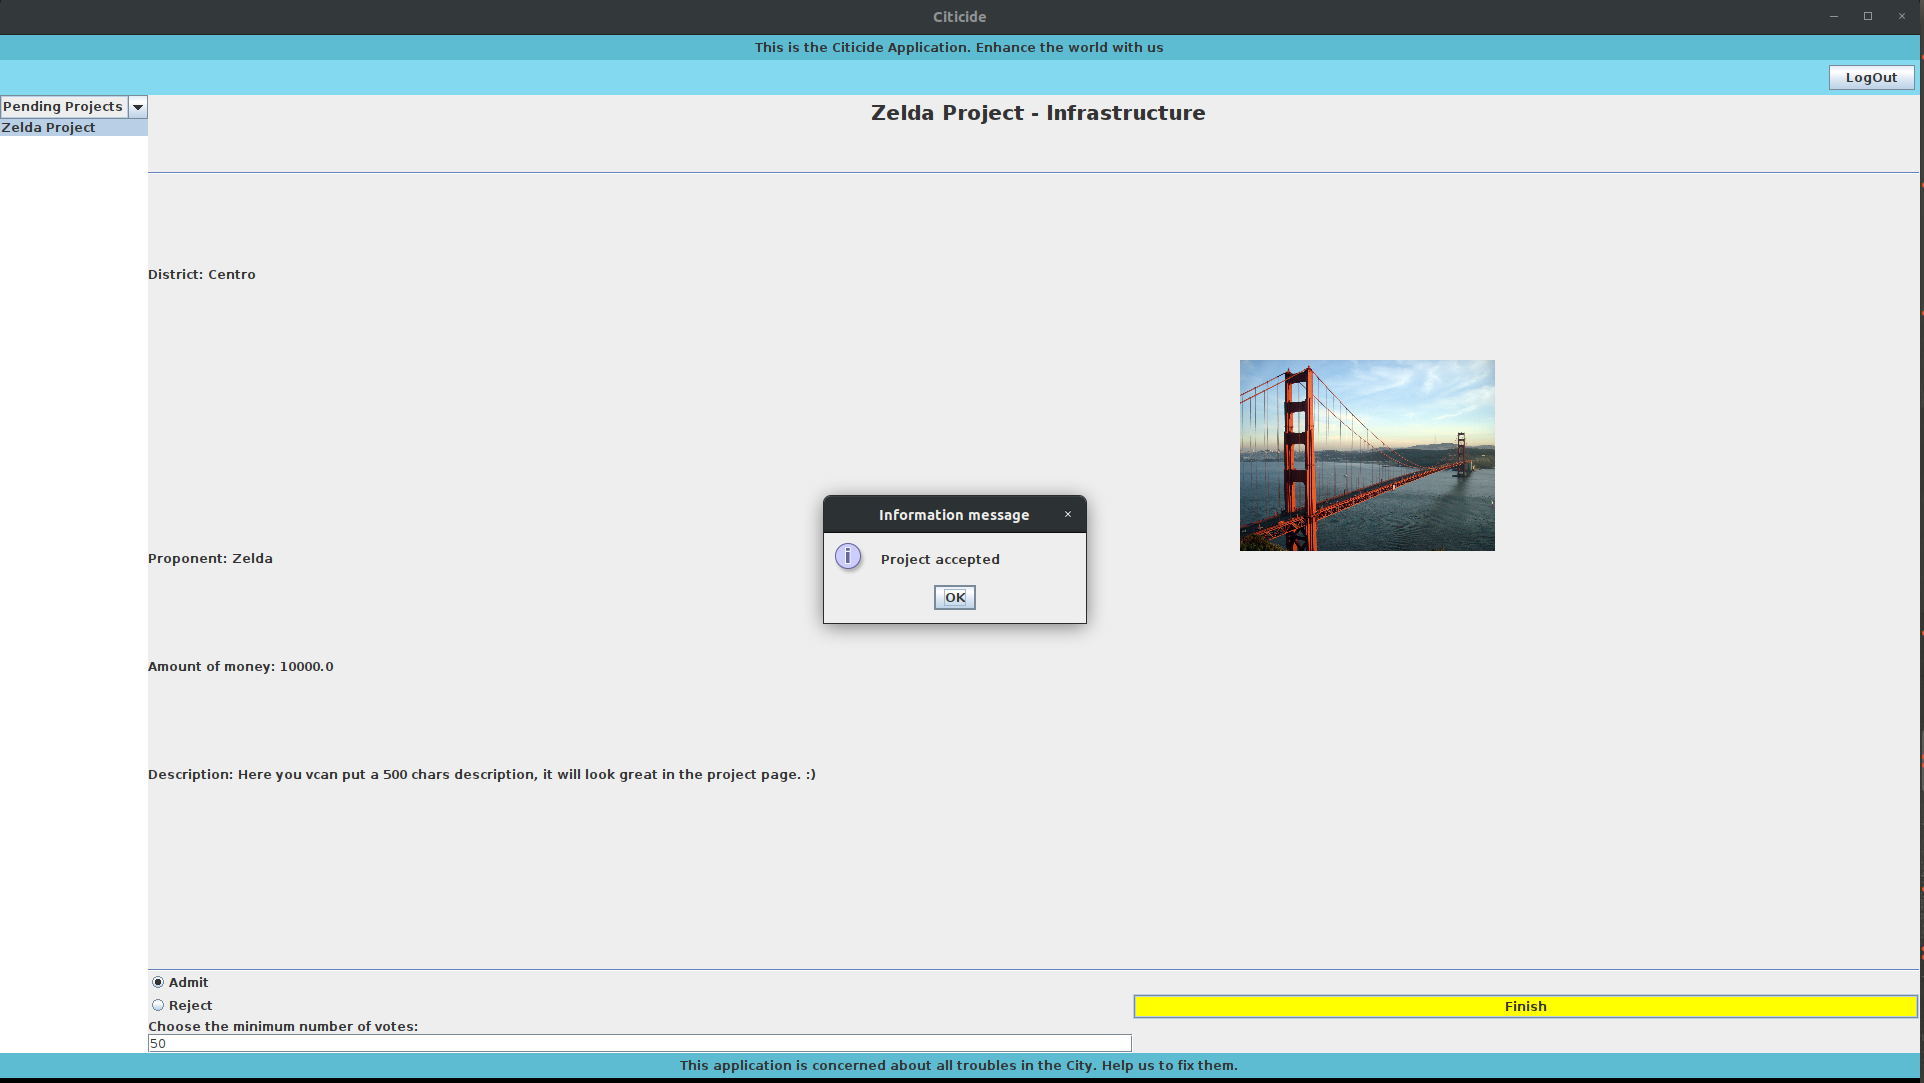 Citicide
This is the Citicide Application. Enhance the world with us
LogOut
Pending Projects
Zelda Project
Zelda Project - Infrastructure
District: Centro
Information message
Project accepted
OK
Proponent: Zelda
Amount of money: 10000.0
Description: Here you vcan put a 500 chars description, it will look great in the project page. :)
Admit
Reject
Finish
Choose the minimum number of votes:
50
This application is concerned about all troubles in the City. Help us to fix them.